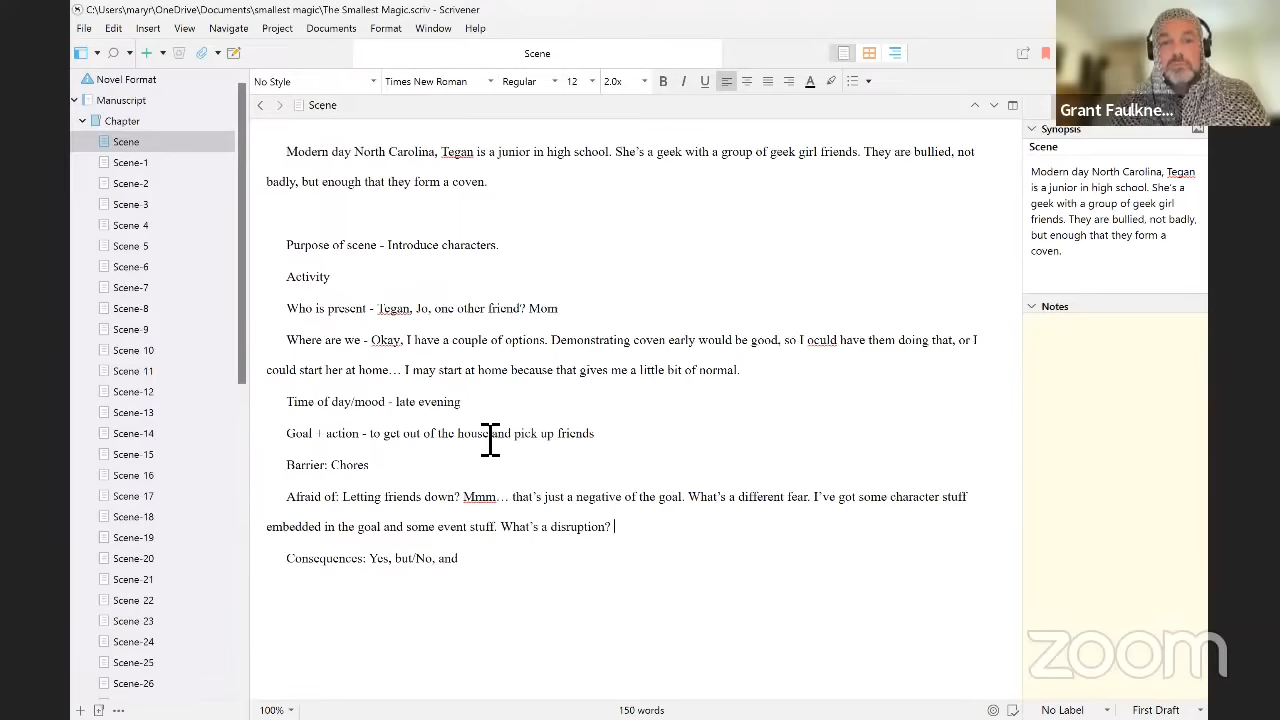 C:\Users\maryr\OneDrive\Documents\smallest magic\The Smallest Magic.scriv - Scrivener
File Edit Insert View Navigate Project Documents Format Window Help
Scene
No Style Times New Roman Regular 12 2.0x B I U A
Scene
Novel Format
Manuscript
Chapter
Scene
Scene-1
Scene-2
Scene-3
Scene 4
Scene 5
Scene-6
Scene-7
Scene-8
Scene-9
Scene 10
Scene 11
Scene-12
Scene-13
Scene-14
Scene-15
Scene 16
Scene-17
Scene-18
Scene-19
Scene-20
Scene-21
Scene 22
Scene 23
Scene-24
Scene-25
Scene-26
Modern day North Carolina, Tegan is a junior in high school. She's a geek with a group of geek girl friends. They are bullied, not
badly, but enough that they form a coven.
Purpose of scene - Introduce characters.
Activity
Who is present - Tegan, Jo, one other friend? Mom
Where are we - Okay, I have a couple of options. Demonstrating coven early would be good, so I oculd have them doing that, or I
could start her at home… I may start at home because that gives me a little bit of normal.
Time of day/mood - late evening
Goal + action - to get out of the house and pick up friends
Barrier: Chores
Afraid of: Letting friends down? Mmm… that's just a negative of the goal. What's a different fear. I've got some character stuff
embedded in the goal and some event stuff. What's a disruption?
Consequences: Yes, but/No, and
100%
150 words
Grant Faulkne...
Synopsis
Scene
Modern day North Carolina, Tegan
is a junior in high school. She's a
geek with a group of geek girl
friends. They are bullied, not badly,
but enough that they form a
coven.
Notes
No Label First Draft
zoom